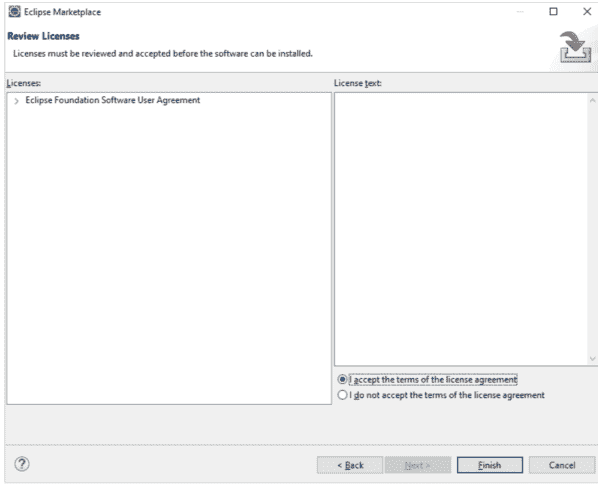 Eclipse Marketplace
Review Licenses
Licenses must be reviewed and accepted before the software can be installed.
Licenses:
License text:
Eclipse Foundation Software User Agreement
I accept the terms of the license agreement
I do not accept the terms of the license agreement
< Back
Next >
Finish
Cancel